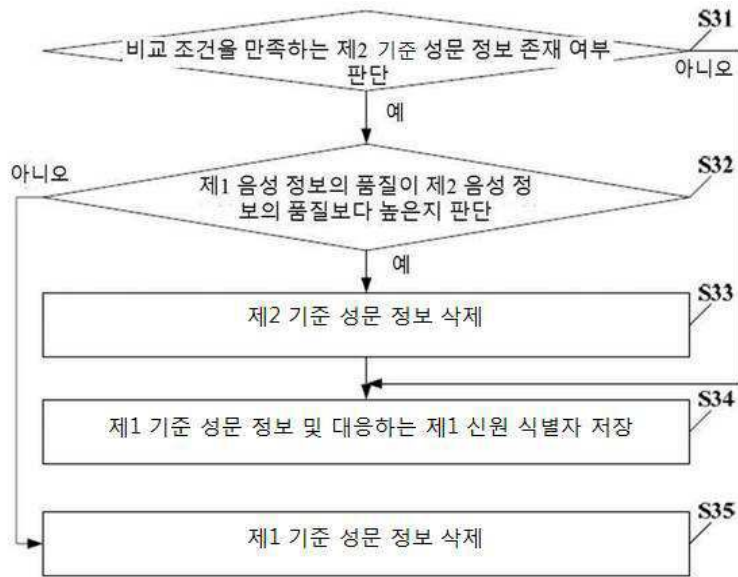 S31
비교 조건을 만족하는 제2 기준 성문 정보 존재 여부
판단
아니오
예
S32
아니오
제1 음성 정보의 품질이 제2 음성 정
보의 품질보다 높은지 판단
예
S33
제2 기준 성문 정보 삭제
S34
제1 기준 성문 정보 및 대응하는 제1 신원 식별자 저장
S35
제1 기준 성문 정보 삭제